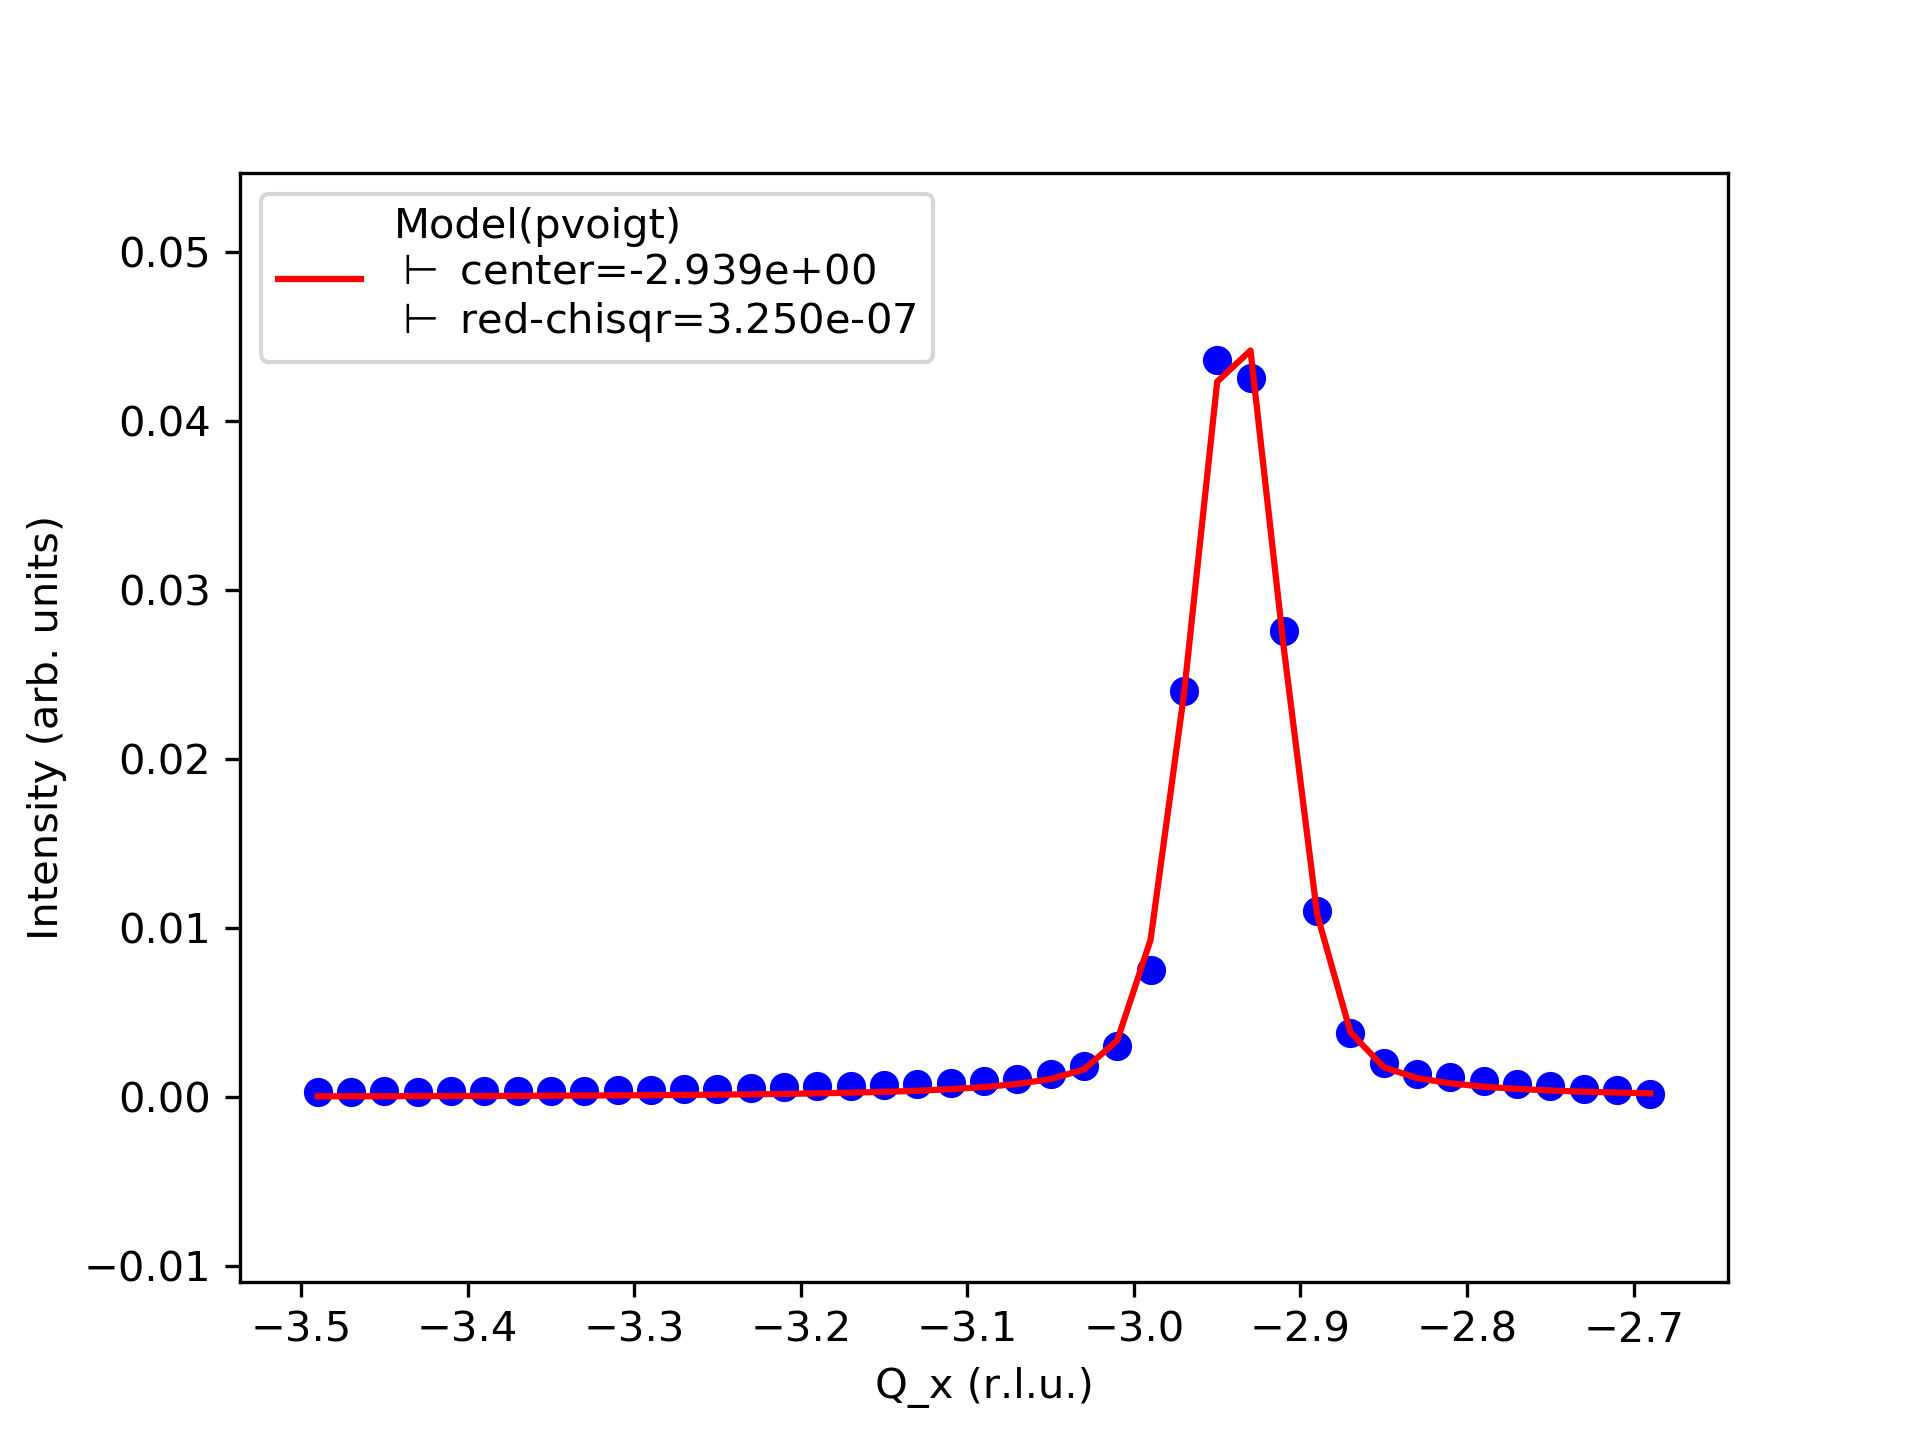 Model(pvoigt)
⊢ center=-2.939e+00
⊢ red-chisqr=3.250e-07
0.05
0.04
0.03
0.02
0.01
0.00
−0.01
Intensity (arb. units)
−3.5 −3.4 −3.3 −3.2 −3.1 −3.0 −2.9 −2.8 −2.7
Q_x (r.l.u.)